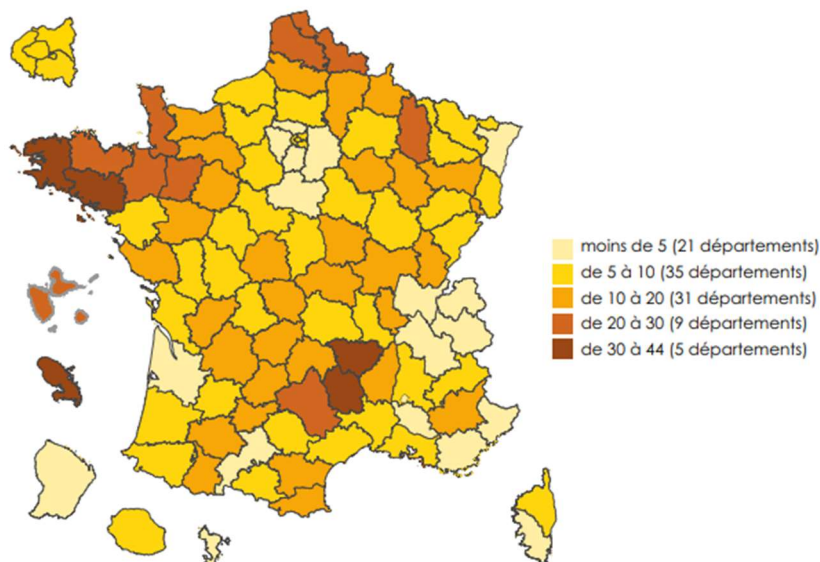 moins de 5 (21 départements)
de 5 à 10 (35 départements)
de 10 à 20 (31 départements)
de 20 à 30 (9 départements)
de 30 à 44 (5 départements)